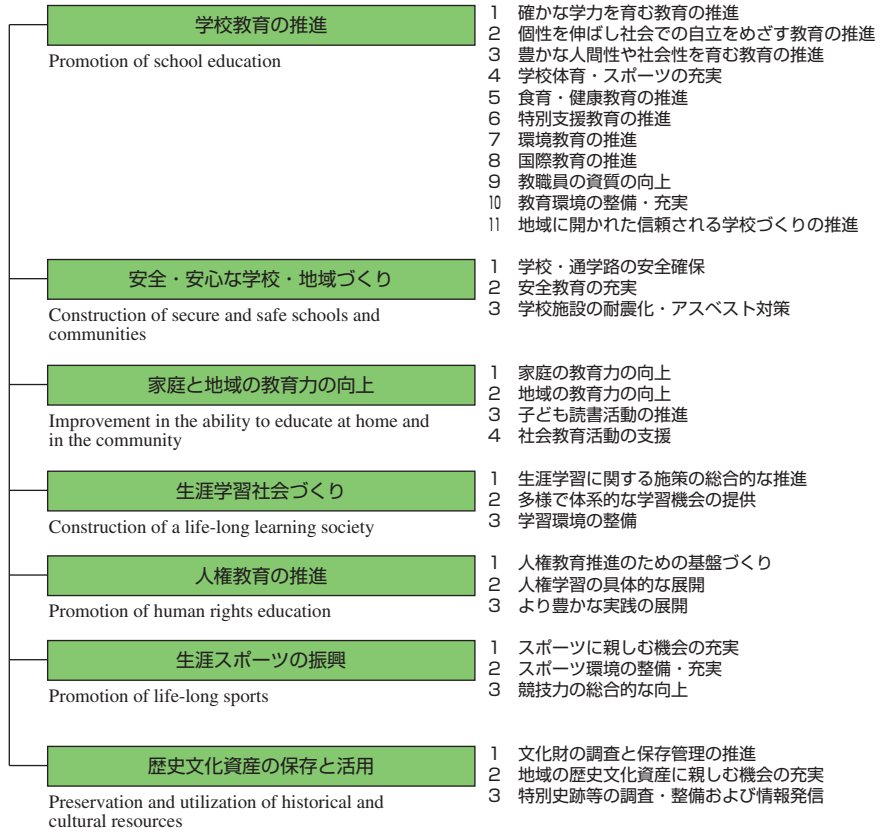 学校教育の推進
Promotion of school education
1 確かな学力を育む教育の推進
2 個性を伸ばし社会での自立をめざす教育の推進
3 豊かな人間性や社会性を育む教育の推進
4 学校体育・スポーツの充実
5 食育・健康教育の推進
6 特別支援教育の推進
7 環境教育の推進
8 国際教育の推進
9 教職員の資質の向上
10 教育環境の整備・充実
11 地域に開かれた信頼される学校づくりの推進
安全・安心な学校・地域づくり
Construction of secure and safe schools and
communities
1 学校・通学路の安全確保
2 安全教育の充実
3 学校施設の耐震化・アスベスト対策
家庭と地域の教育力の向上
Improvement in the ability to educate at home and
in the community
1 家庭の教育力の向上
2 地域の教育力の向上
3 子ども読書活動の推進
4 社会教育活動の支援
生涯学習社会づくり
Construction of a life-long learning society
1 生涯学習に関する施策の総合的な推進
2 多様で体系的な学習機会の提供
3 学習環境の整備
人権教育の推進
Promotion of human rights education
1 人権教育推進のための基盤づくり
2 人権学習の具体的な展開
3 より豊かな実践の展開
生涯スポーツの振興
Promotion of life-long sports
1 スポーツに親しむ機会の充実
2 スポーツ環境の整備・充実
3 競技力の総合的な向上
歴史文化資産の保存と活用
Preservation and utilization of historical and
cultural resources
1 文化財の調査と保存管理の推進
2 地域の歴史文化資産に親しむ機会の充実
3 特別史跡等の調査・整備および情報発信